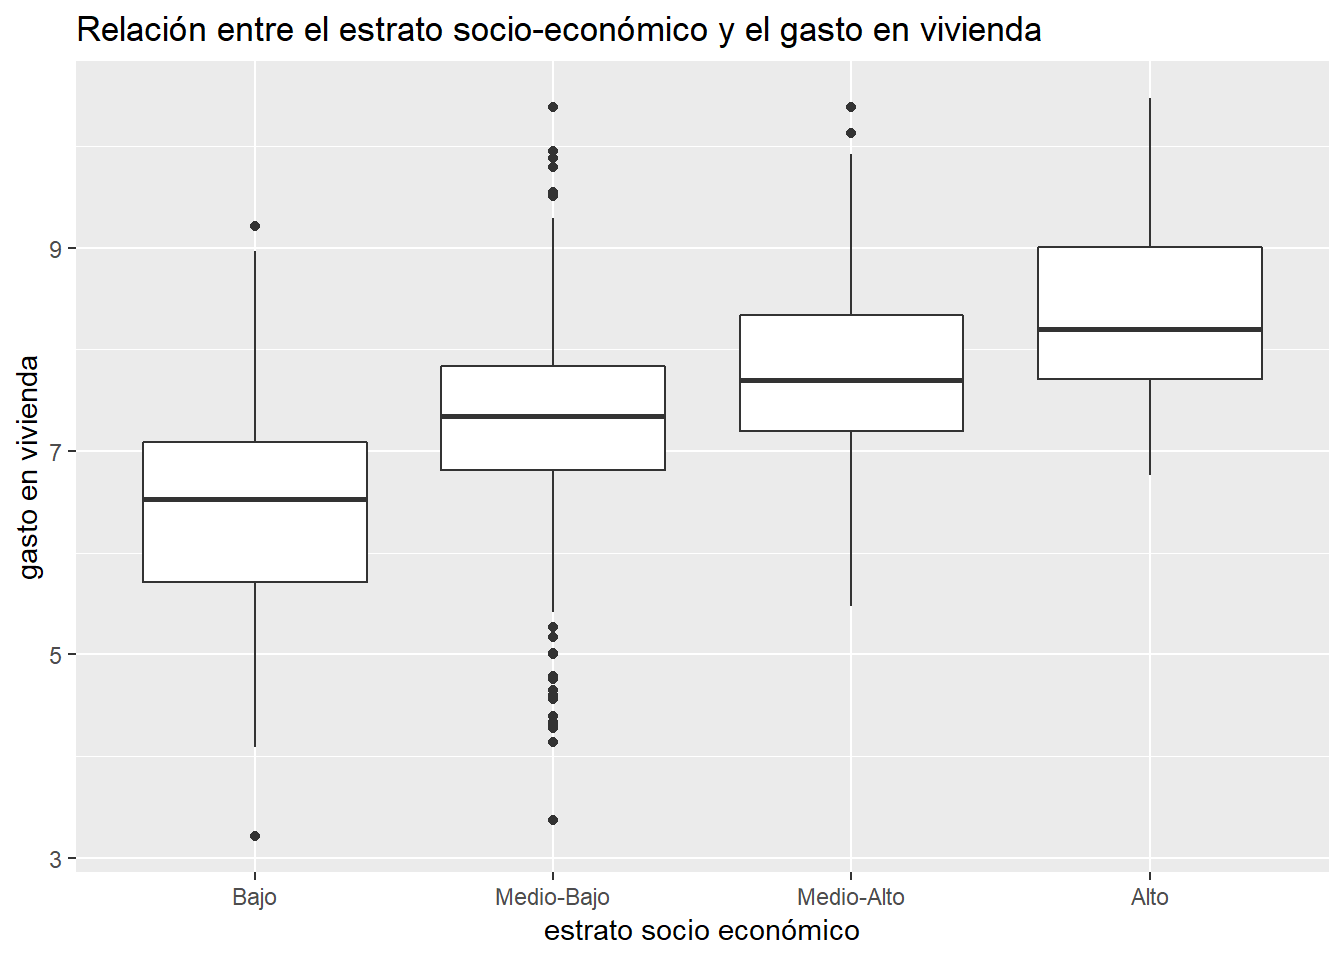 Relación entre el estrato socio-económico y el gasto en vivienda
gasto en vivienda
9
7
5
3
Bajo
Medio-Bajo
Medio-Alto
Alto
estrato socio económico